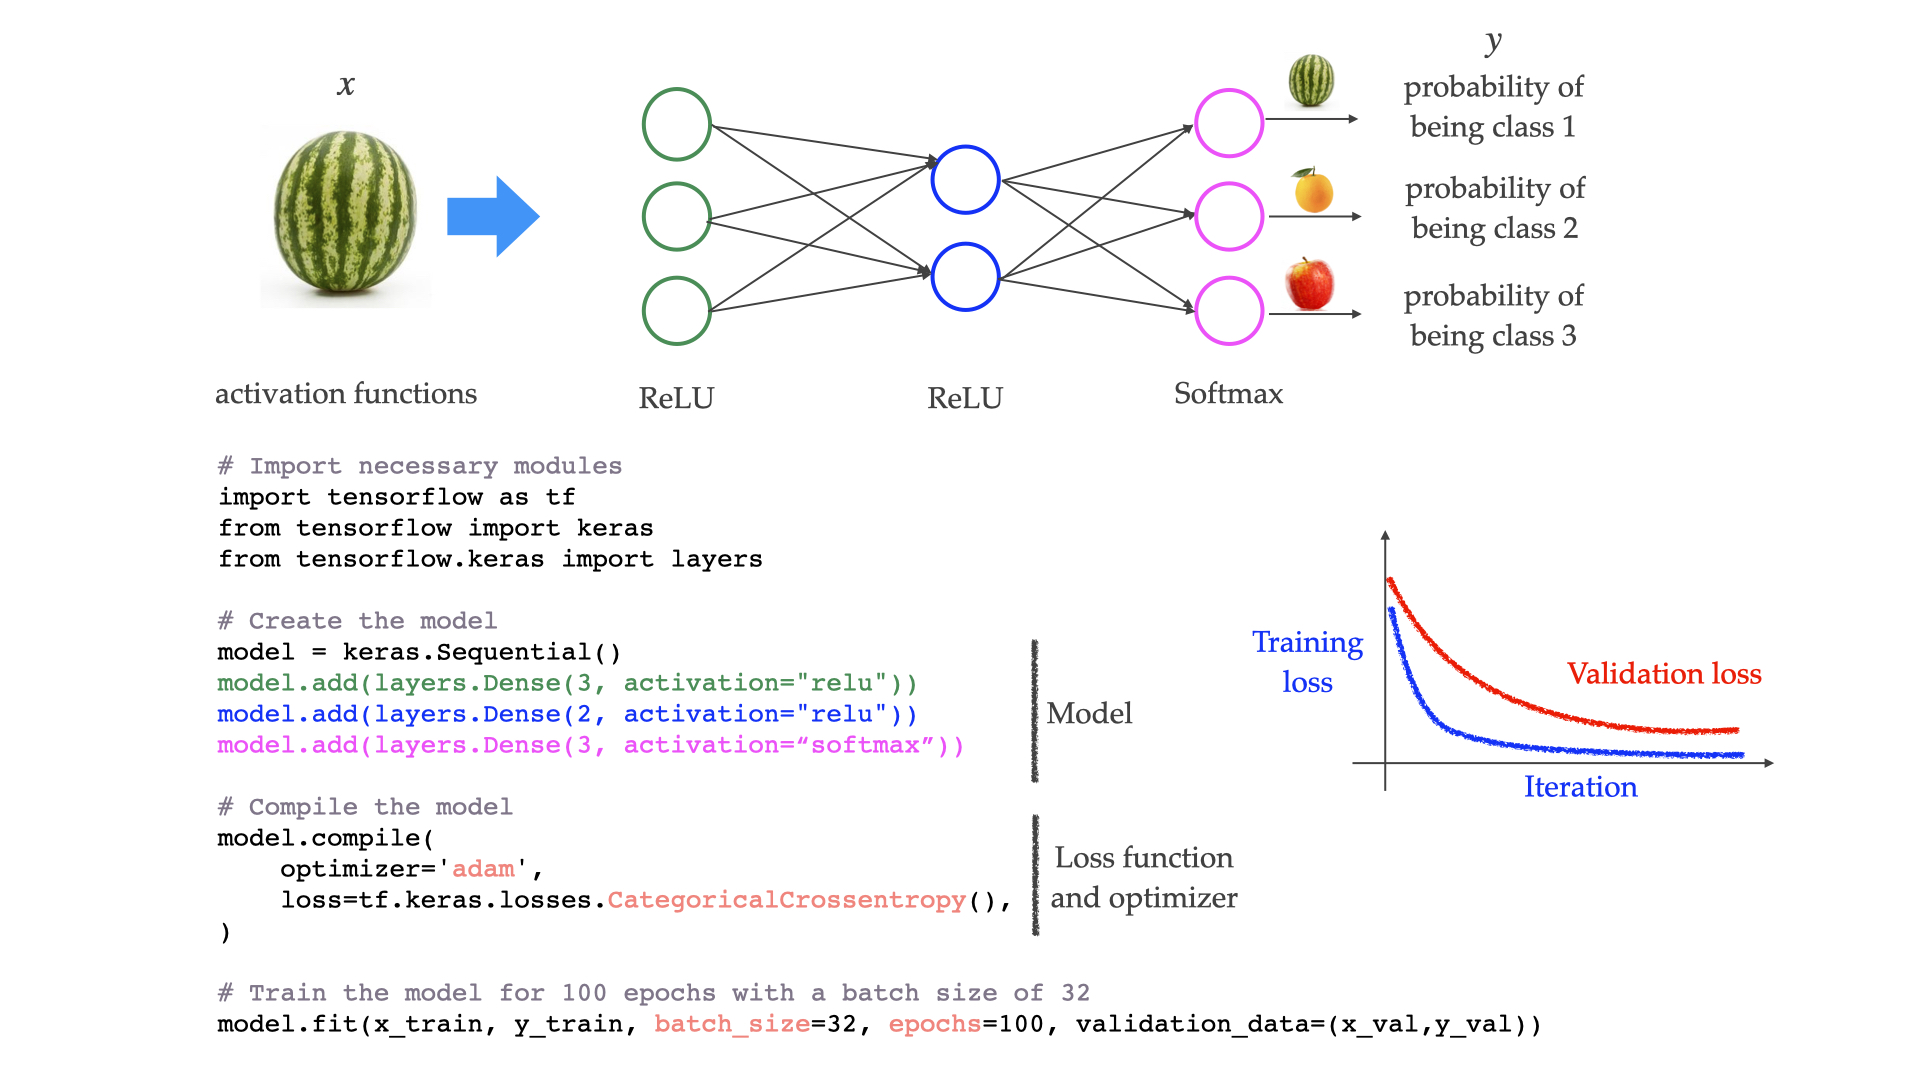 x
y
probability of
being class 1
probability of
being class 2
probability of
being class 3
activation functions
ReLU
ReLU
Softmax
# Import necessary modules
import tensorflow as tf
from tensorflow import keras
from tensorflow.keras import layers
# Create the model
model = keras.Sequential()
model.add(layers.Dense(3, activation="relu"))
model.add(layers.Dense(2, activation="relu"))
model.add(layers.Dense(3, activation=“softmax”))
Model
# Compile the model
model.compile(
optimizer='adam',
loss=tf.keras.losses.CategoricalCrossentropy(),
)
Loss function
and optimizer
Training
loss
Validation loss
Iteration
# Train the model for 100 epochs with a batch size of 32
model.fit(x_train, y_train, batch_size=32, epochs=100, validation_data=(x_val,y_val))